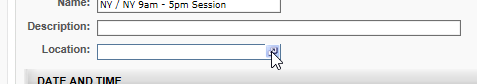 Name: NY / NY 9am - 5pm Session
Description:
Location:
DATE AND TIME